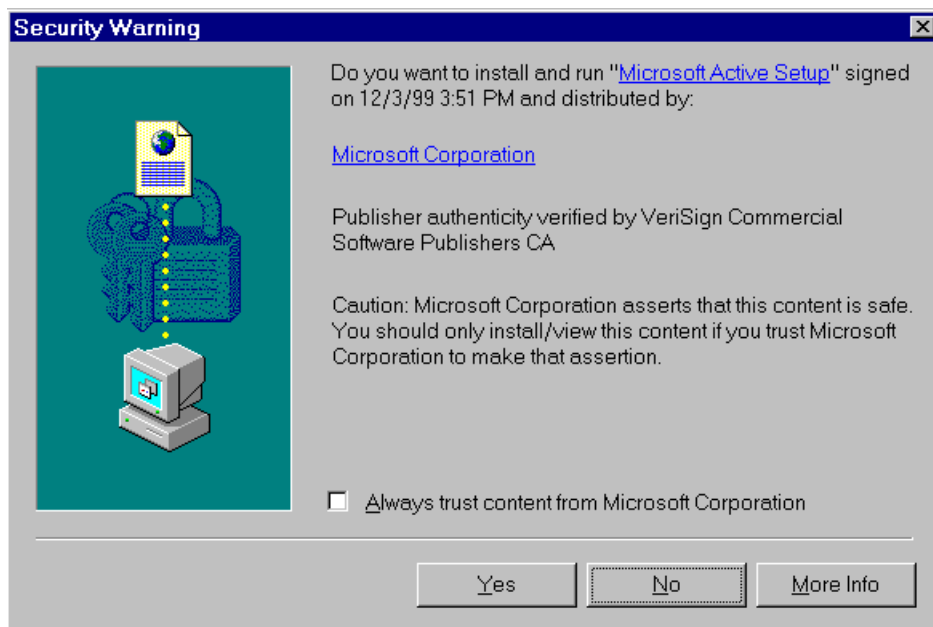 Security Warning
Do you want to install and run "Microsoft Active Setup" signed
on 12/3/99 3:51 PM and distributed by:
Microsoft Corporation
Publisher authenticity verified by VeriSign Commercial
Software Publishers CA
Caution: Microsoft Corporation asserts that this content is safe.
You should only install/view this content if you trust Microsoft
Corporation to make that assertion.
Always trust content from Microsoft Corporation
Yes
No
More Info